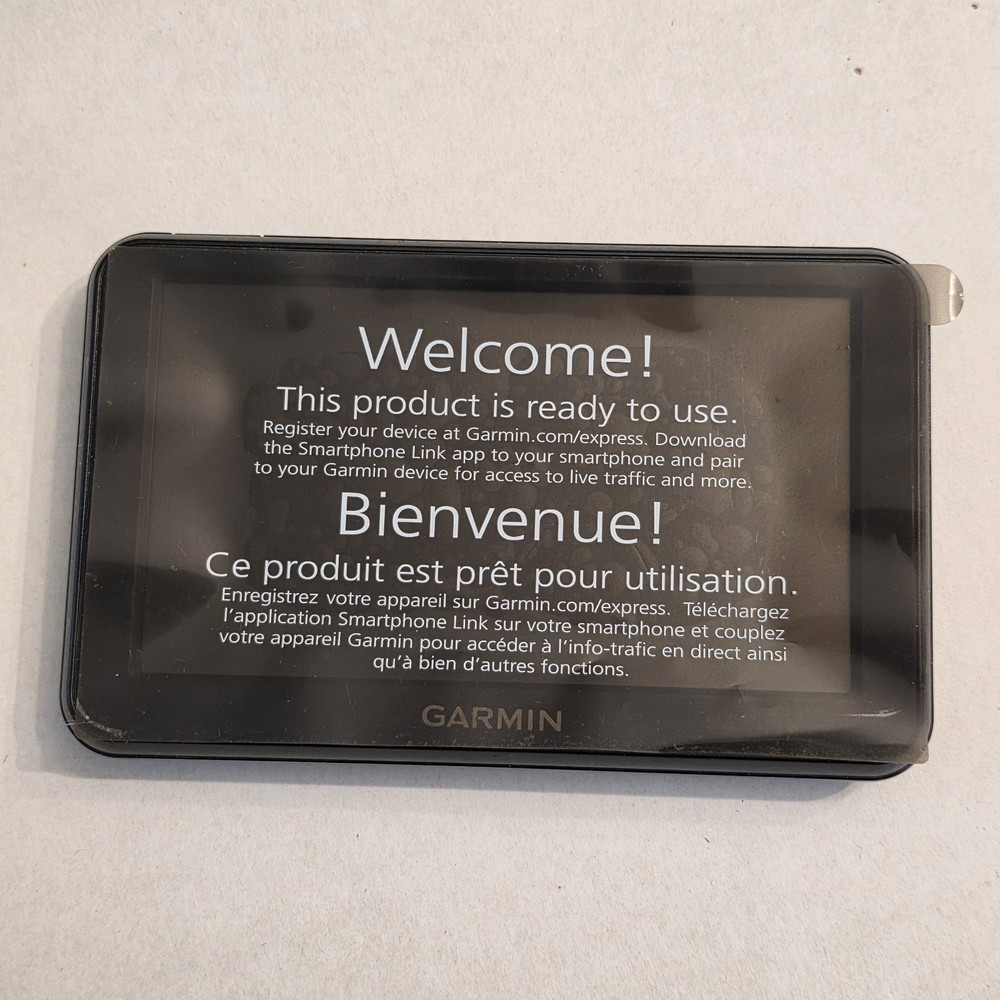 Welcome!
This product is ready to use.
Register your device at Garmin.com/express. Download
the Smartphone Link app to your smartphone and pair
to your Garmin device for access to live traffic and more.
Bienvenue!
Ce produit est prêt pour utilisation.
Enregistrez votre appareil sur Garmin.com/express. Téléchargez
l'application Smartphone Link sur votre smartphone et couplez
votre appareil Garmin pour accéder à l'info-trafic en direct ainsi
qu'à bien d'autres fonctions.
GARMIN